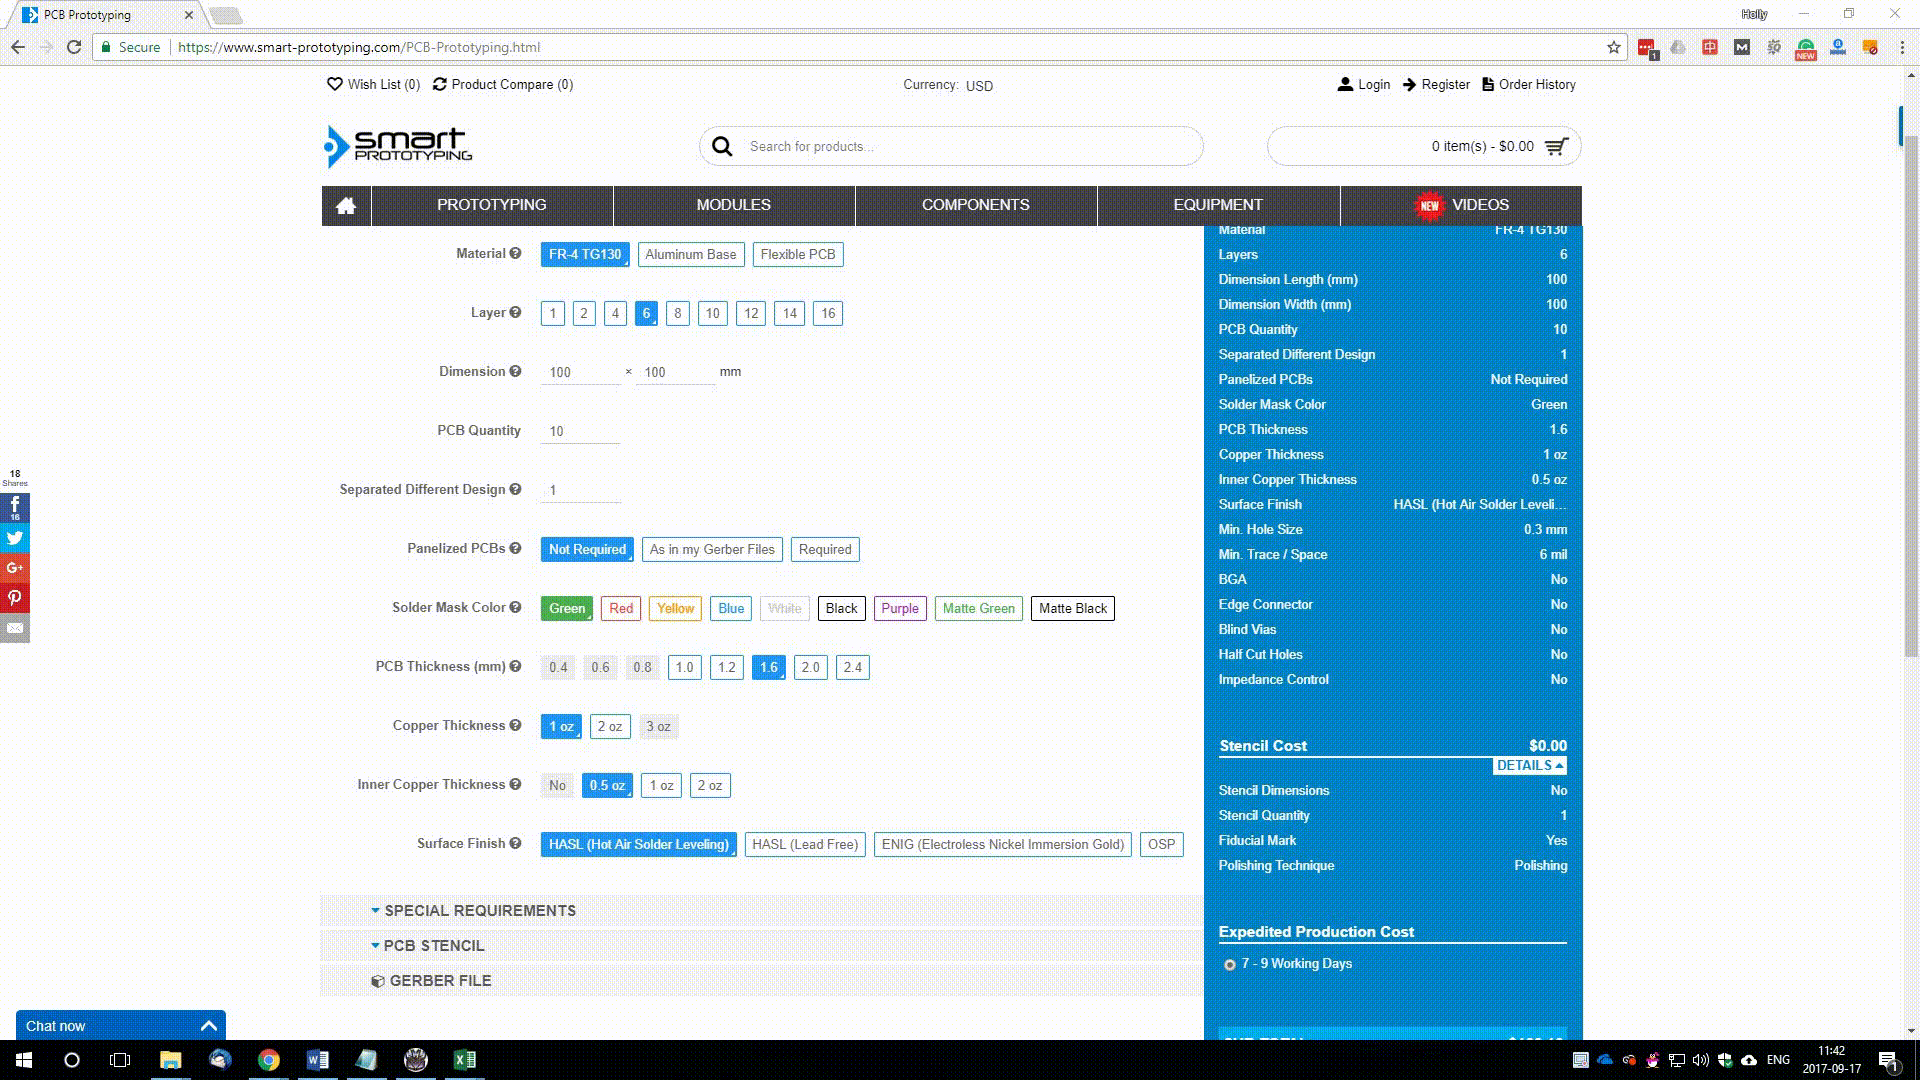 PCB Prototyping
Holly
Secure
https://www.smart-prototyping.com/PCB-Prototyping.html
1
NEW
Wish List (0)
Product Compare (0)
Currency: USD
Login
Register
Order History
smart
PROTOTYPING
Search for products...
0 item(s) - $0.00
PROTOTYPING
MODULES
COMPONENTS
EQUIPMENT
NEW
VIDEOS
Material
FR-4 TG130
Aluminum Base
Flexible PCB
Layer
1
2
4
6
8
10
12
14
16
Dimension
100
×
100
mm
PCB Quantity
10
Separated Different Design
1
Panelized PCBs
Not Required
As in my Gerber Files
Required
Solder Mask Color
Green
Red
Yellow
Blue
White
Black
Purple
Matte Green
Matte Black
PCB Thickness (mm)
0.4
0.6
0.8
1.0
1.2
1.6
2.0
2.4
Copper Thickness
1 oz
2 oz
3 oz
Inner Copper Thickness
No
0.5 oz
1 oz
2 oz
Surface Finish
HASL (Hot Air Solder Leveling)
HASL (Lead Free)
ENIG (Electroless Nickel Immersion Gold)
OSP
SPECIAL REQUIREMENTS
PCB STENCIL
GERBER FILE
Material FR-4 TG130
Layers 6
Dimension Length (mm) 100
Dimension Width (mm) 100
PCB Quantity 10
Separated Different Design 1
Panelized PCBs Not Required
Solder Mask Color Green
PCB Thickness 1.6
Copper Thickness 1 oz
Inner Copper Thickness 0.5 oz
Surface Finish HASL (Hot Air Solder Leveli...
Min. Hole Size 0.3 mm
Min. Trace / Space 6 mil
BGA No
Edge Connector No
Blind Vias No
Half Cut Holes No
Impedance Control No
Stencil Cost $0.00
DETAILS
Stencil Dimensions No
Stencil Quantity 1
Fiducial Mark Yes
Polishing Technique Polishing
Expedited Production Cost
7 - 9 Working Days
18
Shares
16
Chat now
ENG
11:42
2017-09-17
1